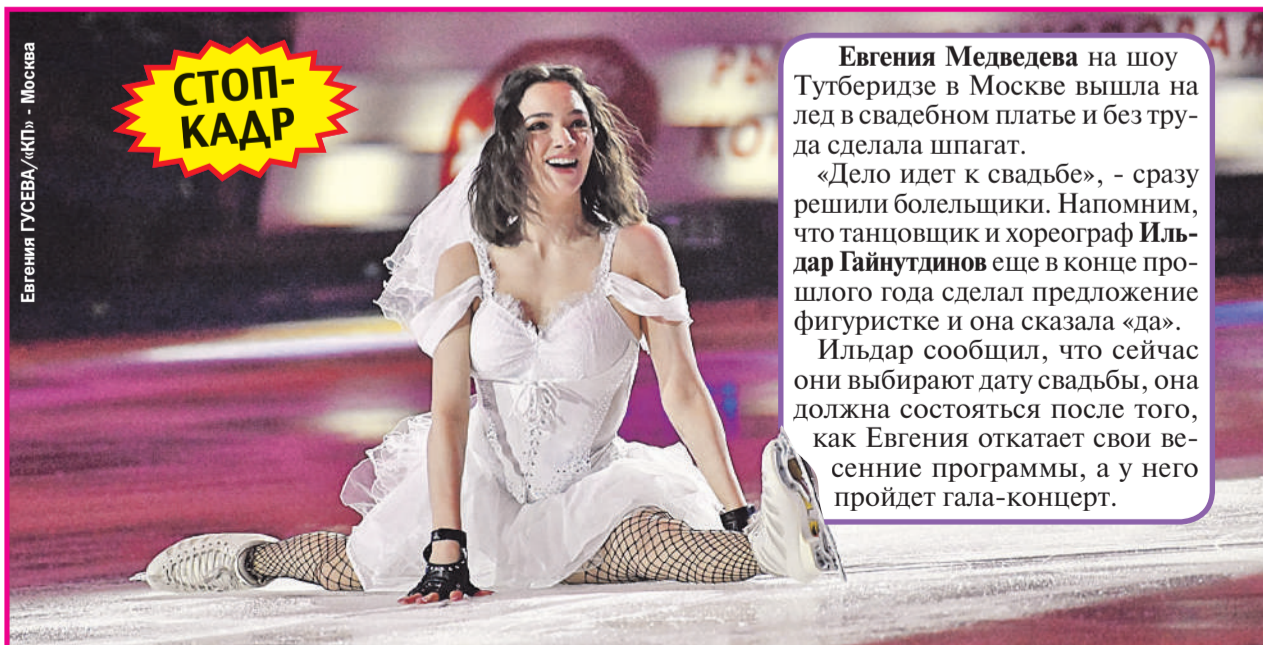 Евгения ГУСЕВА/«КП» - Москва
СТОП-
КАДР
Евгения Медведева на шоу
Тутберидзе в Москве вышла на
лед в свадебном платье и без тру-
да сделала шпагат.
«Дело идет к свадьбе», - сразу
решили болельщики. Напомним,
что танцовщик и хореограф Иль-
дар Гайнутдинов еще в конце про-
шлого года сделал предложение
фигуристке и она сказала «да».
Ильдар сообщил, что сейчас
они выбирают дату свадьбы, она
должна состояться после того,
как Евгения откатает свои ве-
сенние программы, а у него
пройдет гала-концерт.